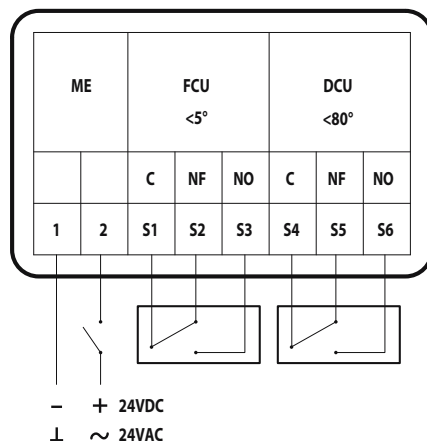 ME FCU DCU
<5° <80°
C NF NO C NF NO
1 2 S1 S2 S3 S4 S5 S6
– + 24VDC
⊥ ~ 24VAC